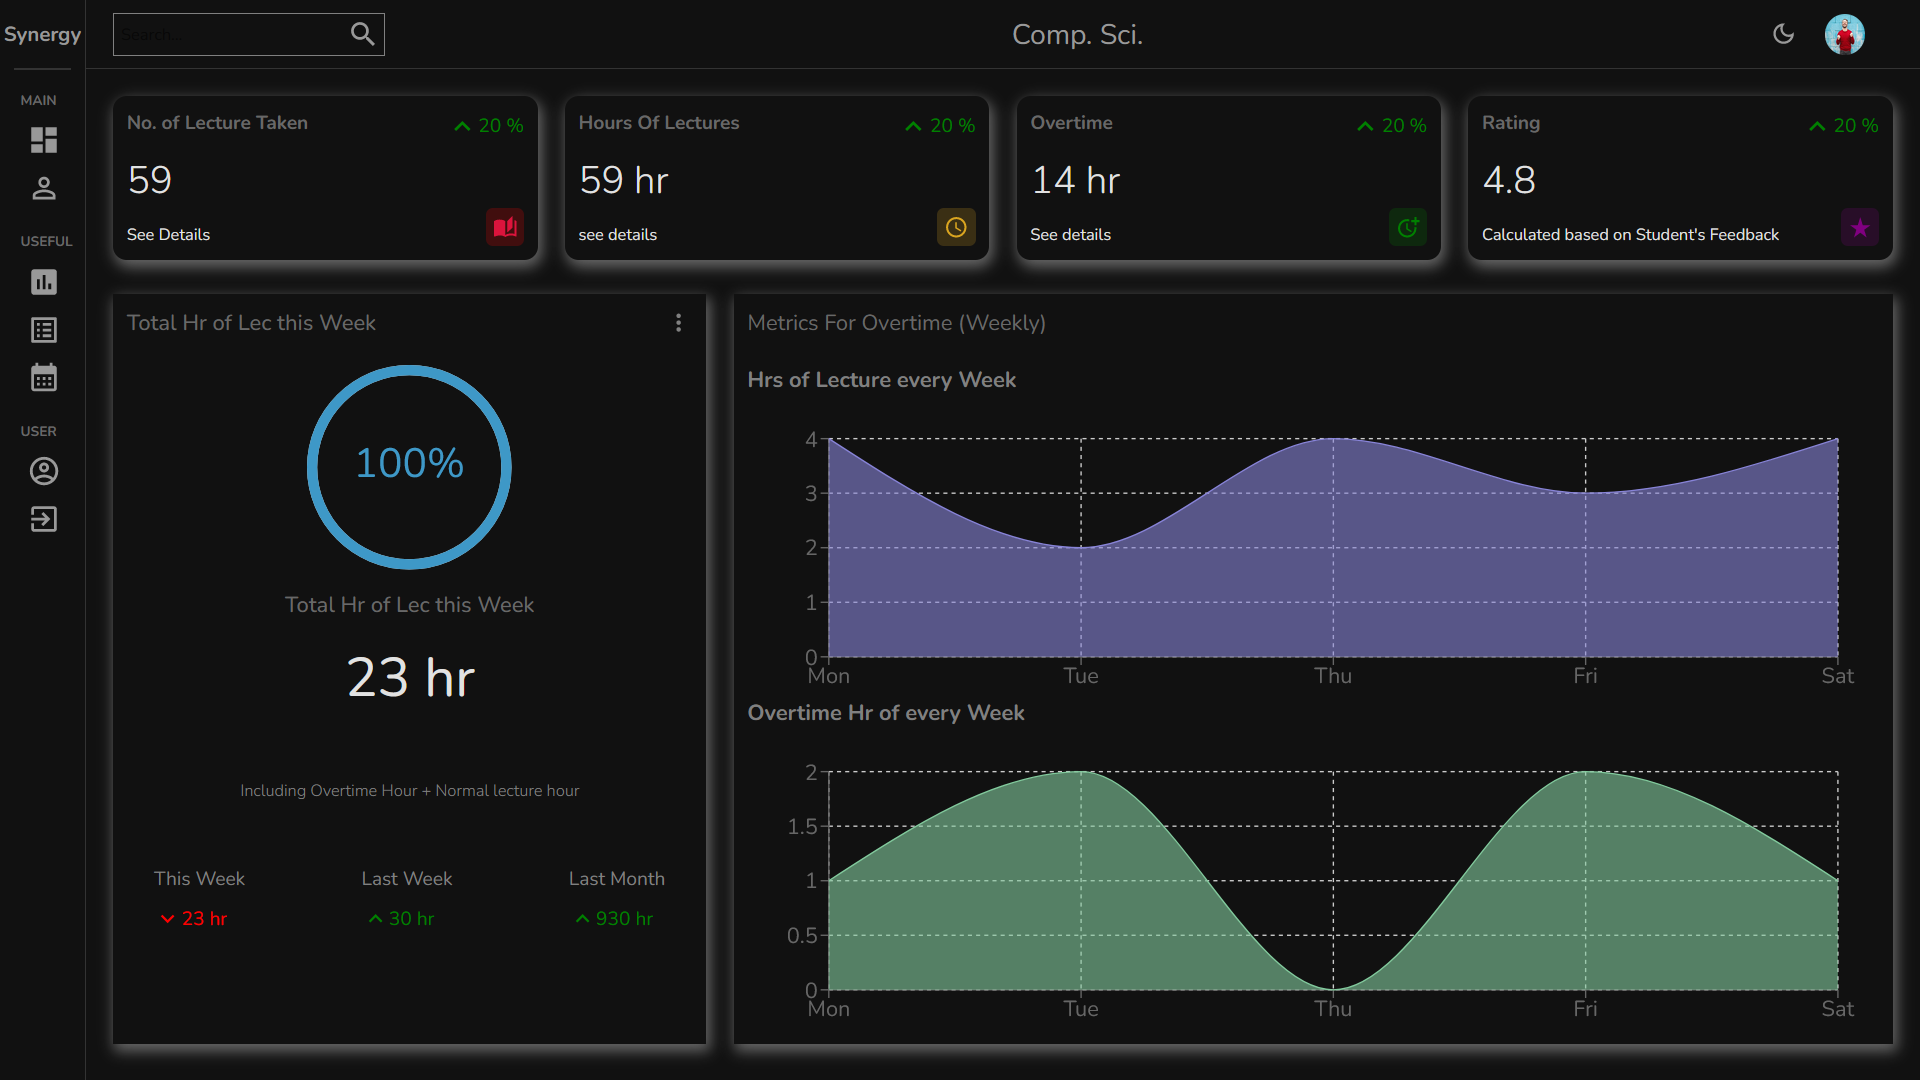 Synergy
Search...
Comp. Sci.
MAIN
USEFUL
USER
No. of Lecture Taken
20 %
59
See Details
Hours Of Lectures
20 %
59 hr
see details
Overtime
20 %
14 hr
See details
Rating
20 %
4.8
Calculated based on Student's Feedback
Total Hr of Lec this Week
100%
Total Hr of Lec this Week
23 hr
Including Overtime Hour + Normal lecture hour
This Week
23 hr
Last Week
30 hr
Last Month
930 hr
Metrics For Overtime (Weekly)
Hrs of Lecture every Week
4
3
2
1
0
Mon Tue Thu Fri Sat
Overtime Hr of every Week
2
1.5
1
0.5
0
Mon Tue Thu Fri Sat